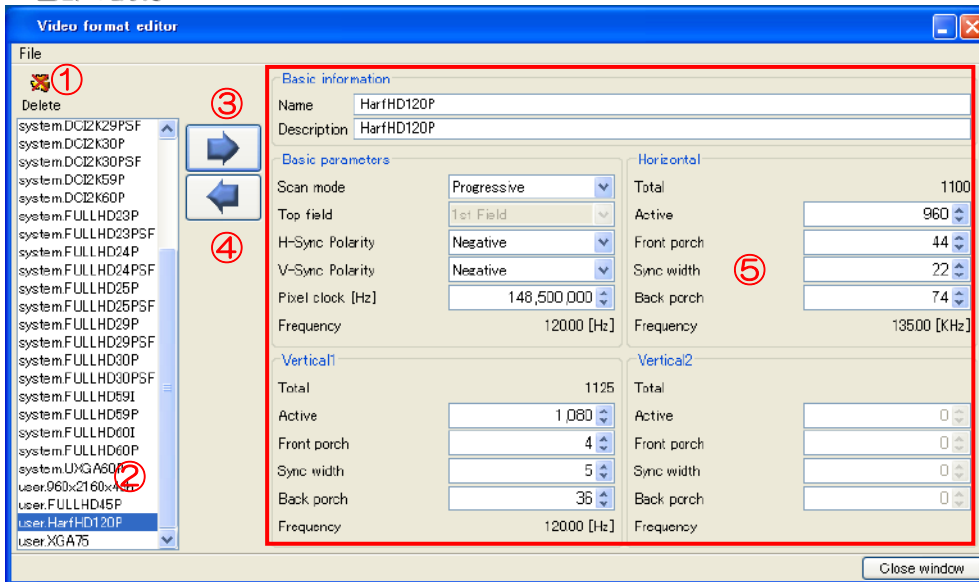 Video format editor
File
①
Delete
③
system.DCI2K29PSF
system.DCI2K30P
system.DCI2K30PSF
system.DCI2K59P
system.DCI2K60P
system.FULLHD23P
system.FULLHD23PSF
system.FULLHD24P
system.FULLHD24PSF
system.FULLHD25P
system.FULLHD25PSF
system.FULLHD29P
system.FULLHD29PSF
system.FULLHD30P
system.FULLHD30PSF
system.FULLHD59I
system.FULLHD59P
system.FULLHD60I
system.FULLHD60P
system.UXGA60P
②
user.FULLHD45P
user.HarfHD120P
user.XGA75
④
Basic information
Name HarfHD120P
Description HarfHD120P
Basic parameters
Scan mode Progressive
Top field 1st Field
H-Sync Polarity Negative
V-Sync Polarity Negative
Pixel clock [Hz] 148,500,000
Frequency 120.00 [Hz]
Horizontal
Total 1100
Active 960
Front porch 44
Sync width 22
⑤
Back porch 74
Frequency 135.00 [KHz]
Vertical1
Total 1125
Active 1,080
Front porch 4
Sync width 5
Back porch 36
Frequency 120.00 [Hz]
Vertical2
Total
Active 0
Front porch 0
Sync width 0
Back porch 0
Frequency
Close window